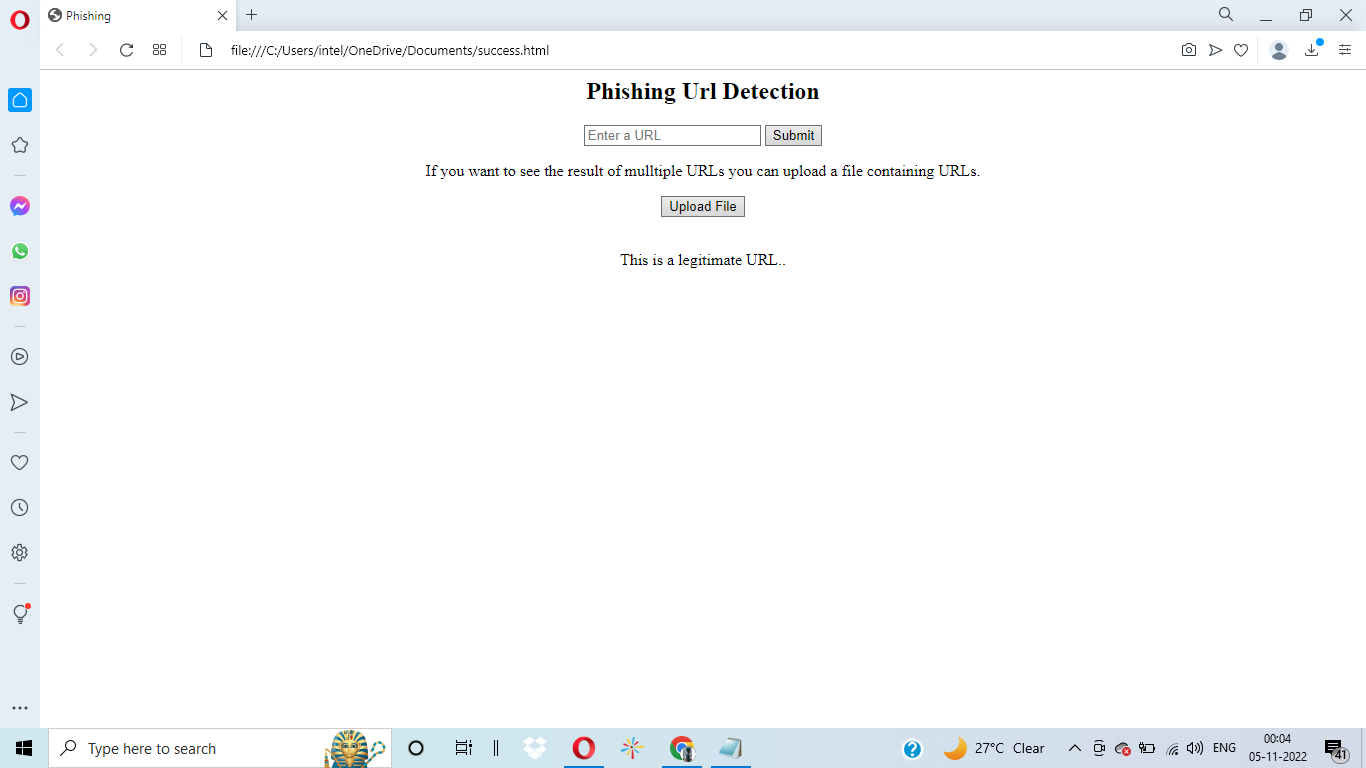 Phishing
file:///C:/Users/intel/OneDrive/Documents/success.html
Phishing Url Detection
Enter a URL Submit
If you want to see the result of mulltiple URLs you can upload a file containing URLs.
Upload File
This is a legitimate URL..
Type here to search
27°C Clear
ENG
00:04
05-11-2022
41